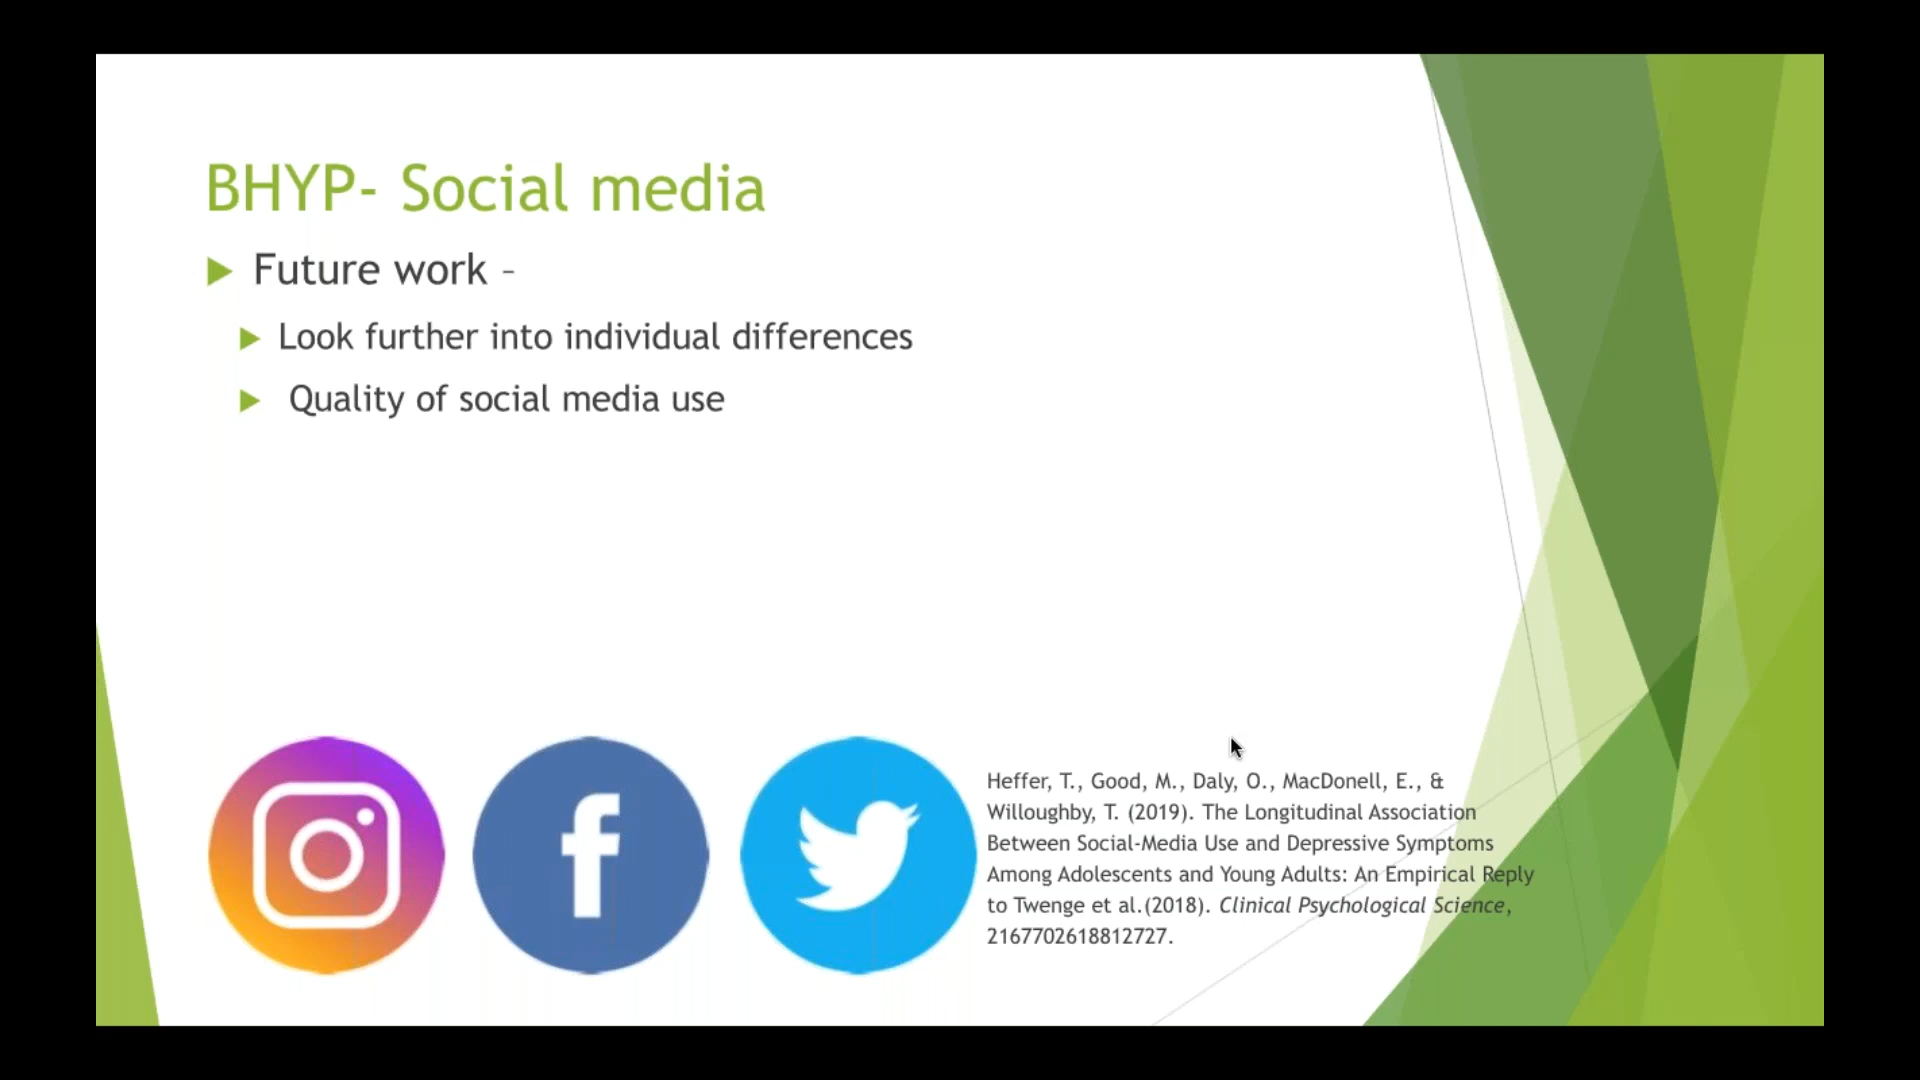 BHYP- Social media
Future work –
Look further into individual differences
Quality of social media use
Heffer, T., Good, M., Daly, O., MacDonell, E., &
Willoughby, T. (2019). The Longitudinal Association
Between Social-Media Use and Depressive Symptoms
Among Adolescents and Young Adults: An Empirical Reply
to Twenge et al.(2018). Clinical Psychological Science,
2167702618812727.